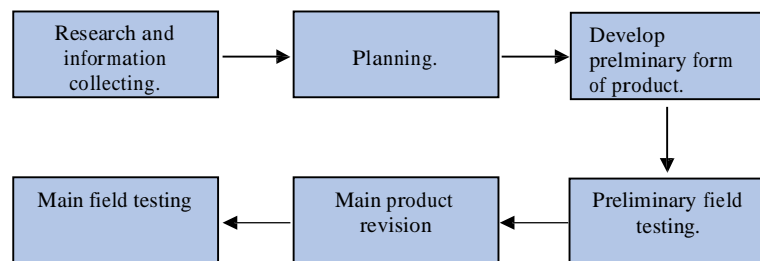 Research and
information
collecting.
Planning.
Develop
prelminary form
of product.
Preliminary field
testing.
Main product
revision
Main field testing